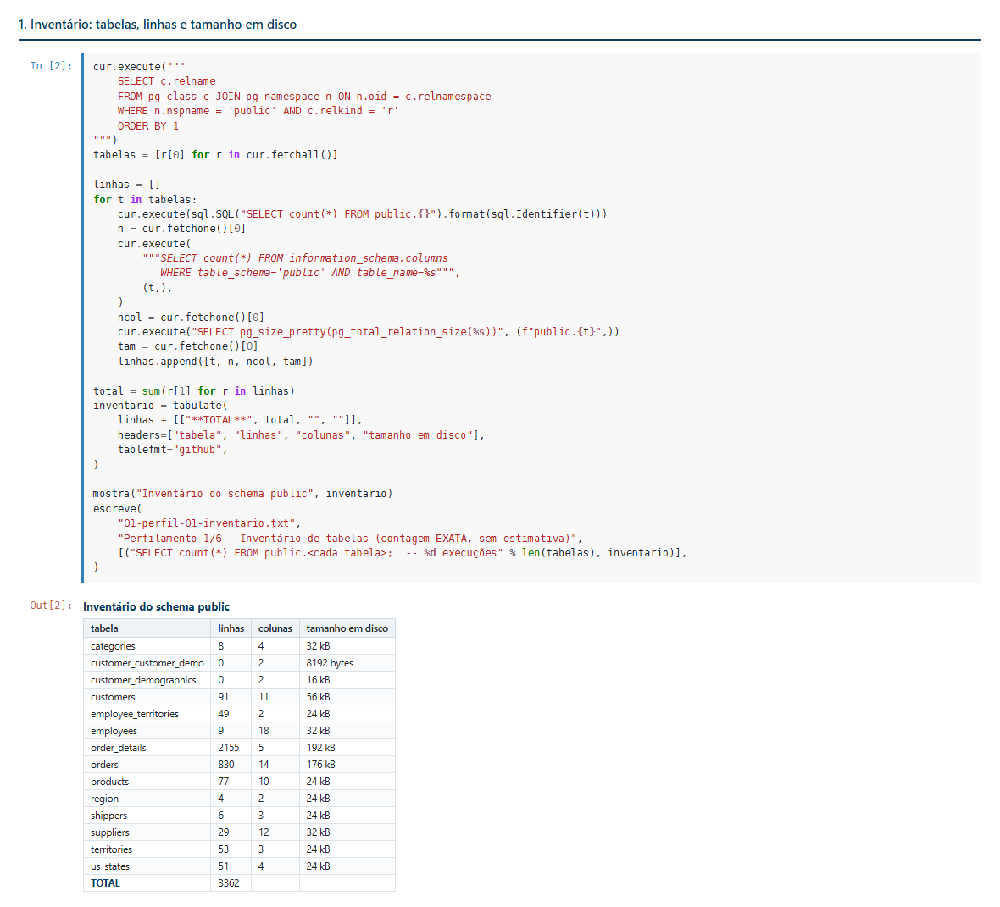 1. Inventário: tabelas, linhas e tamanho em disco
In [2]:
cur.execute("""
    SELECT c.relname
    FROM pg_class c JOIN pg_namespace n ON n.oid = c.relnamespace
    WHERE n.nspname = 'public' AND c.relkind = 'r'
    ORDER BY 1
""")
tabelas = [r[0] for r in cur.fetchall()]

linhas = []
for t in tabelas:
    cur.execute(sql.SQL("SELECT count(*) FROM public.{}").format(sql.Identifier(t)))
    n = cur.fetchone()[0]
    cur.execute(
        """SELECT count(*) FROM information_schema.columns
           WHERE table_schema='public' AND table_name=%s""",
        (t,),
    )
    ncol = cur.fetchone()[0]
    cur.execute("SELECT pg_size_pretty(pg_total_relation_size(%s))", (f"public.{t}",))
    tam = cur.fetchone()[0]
    linhas.append([t, n, ncol, tam])

total = sum(r[1] for r in linhas)
inventario = tabulate(
    linhas + [["**TOTAL**", total, "", ""]],
    headers=["tabela", "linhas", "colunas", "tamanho em disco"],
    tablefmt="github",
)

mostra("Inventário do schema public", inventario)
escreve(
    "01-perfil-01-inventario.txt",
    "Perfilamento 1/6 — Inventário de tabelas (contagem EXATA, sem estimativa)",
    [("SELECT count(*) FROM public.<cada tabela>;  -- %d execuções" % len(tabelas), inventario)],
)
Out[2]:
Inventário do schema public
tabela linhas colunas tamanho em disco
categories 8 4 32 kB
customer_customer_demo 0 2 8192 bytes
customer_demographics 0 2 16 kB
customers 91 11 56 kB
employee_territories 49 2 24 kB
employees 9 18 32 kB
order_details 2155 5 192 kB
orders 830 14 176 kB
products 77 10 24 kB
region 4 2 24 kB
shippers 6 3 24 kB
suppliers 29 12 32 kB
territories 53 3 24 kB
us_states 51 4 24 kB
TOTAL 3362